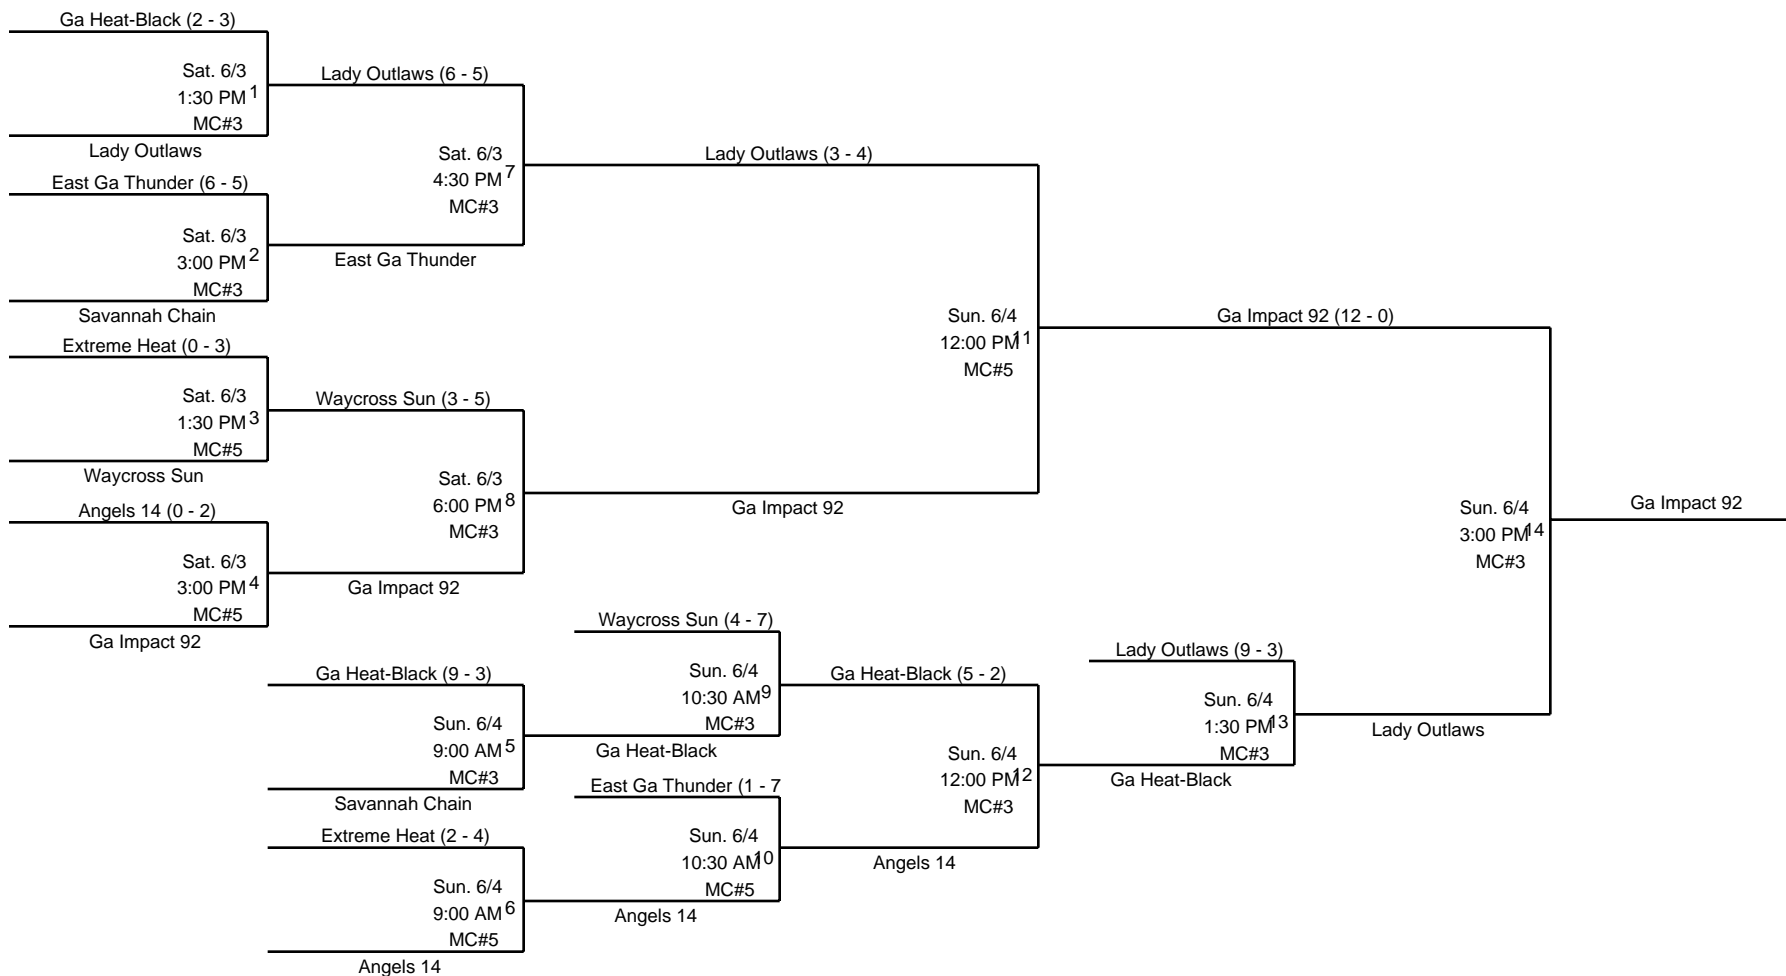 Ga Heat-Black (2 - 3)
Sat. 6/3
1:30 PM 1
MC#3
Lady Outlaws
East Ga Thunder (6 - 5)
Sat. 6/3
3:00 PM 2
MC#3
Savannah Chain
Extreme Heat (0 - 3)
Sat. 6/3
1:30 PM 3
MC#5
Waycross Sun
Angels 14 (0 - 2)
Sat. 6/3
3:00 PM 4
MC#5
Ga Impact 92
Lady Outlaws (6 - 5)
Sat. 6/3
4:30 PM 7
MC#3
East Ga Thunder
Waycross Sun (3 - 5)
Sat. 6/3
6:00 PM 8
MC#3
Ga Impact 92
Ga Heat-Black (9 - 3)
Sun. 6/4
9:00 AM 5
MC#3
Savannah Chain
Extreme Heat (2 - 4)
Sun. 6/4
9:00 AM 6
MC#5
Angels 14
Waycross Sun (4 - 7)
Sun. 6/4
10:30 AM 9
MC#3
Ga Heat-Black
East Ga Thunder (1 - 7
Sun. 6/4
10:30 AM 10
MC#5
Angels 14
Lady Outlaws (3 - 4)
Sun. 6/4
12:00 PM 11
MC#5
Ga Impact 92
Ga Heat-Black (5 - 2)
Sun. 6/4
12:00 PM 12
MC#3
Angels 14
Lady Outlaws (9 - 3)
Sun. 6/4
1:30 PM 13
MC#3
Ga Heat-Black
Ga Impact 92 (12 - 0)
Sun. 6/4
3:00 PM 14
MC#3
Lady Outlaws
Ga Impact 92